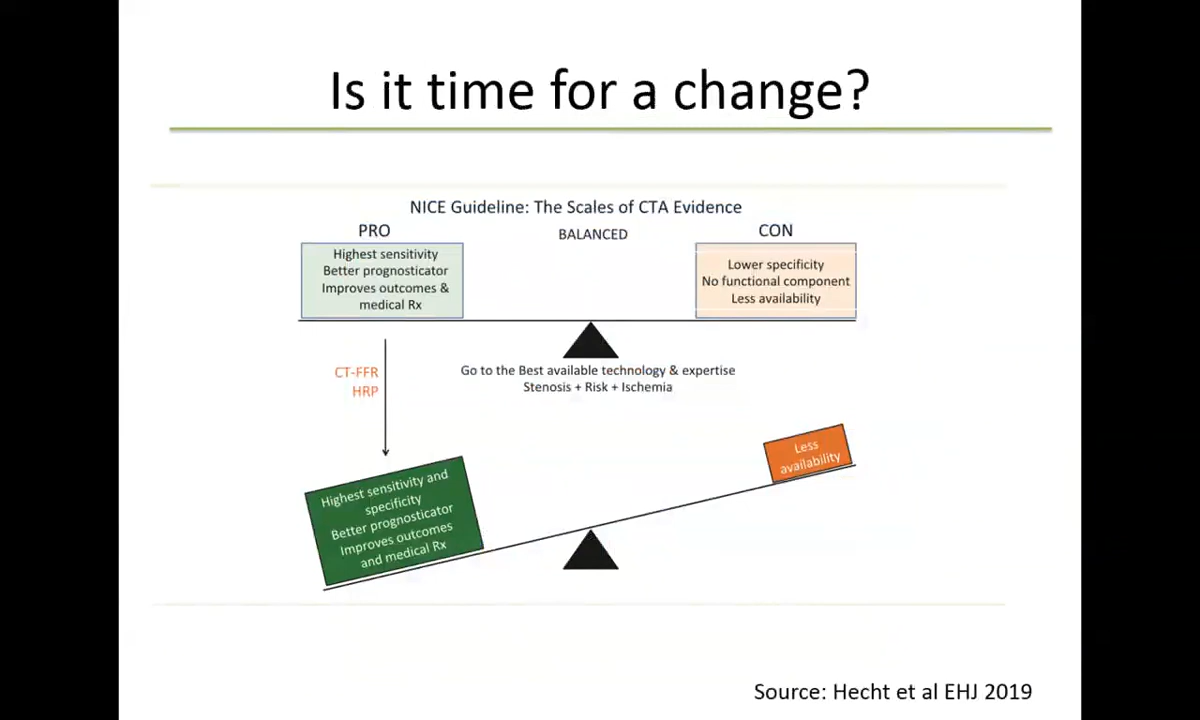 Is it time for a change?
NICE Guideline: The Scales of CTA Evidence
PRO
BALANCED
CON
Highest sensitivity
Better prognosticator
Improves outcomes &
medical Rx
Lower specificity
No functional component
Less availability
CT-FFR
HRP
Go to the Best available technology & expertise
Stenosis + Risk + Ischemia
Less
availability
Highest sensitivity and
specificity
Better prognosticator
Improves outcomes
and medical Rx
Source: Hecht et al EHJ 2019